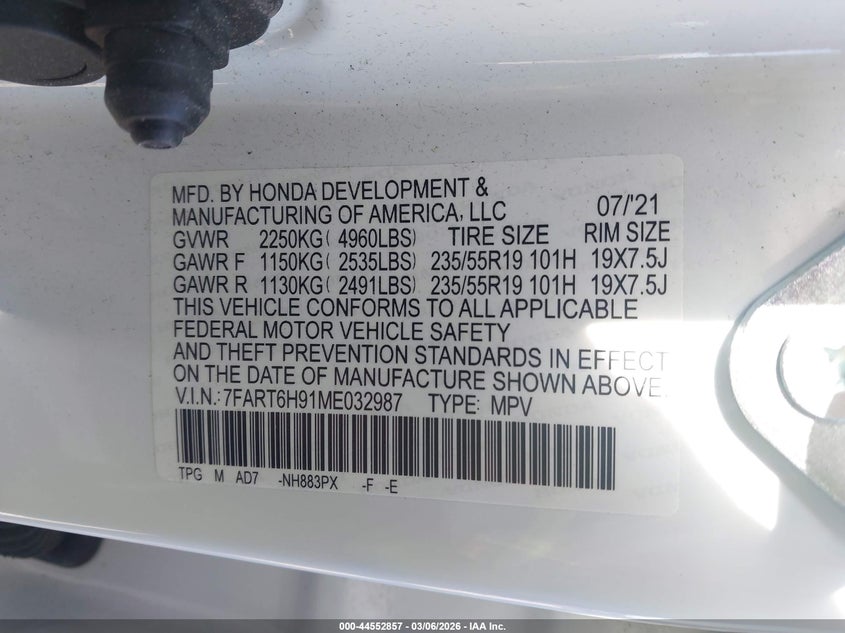 MFD. BY HONDA DEVELOPMENT &
MANUFACTURING OF AMERICA, LLC 07/'21
GVWR 2250KG( 4960LBS) TIRE SIZE RIM SIZE
GAWR F 1150KG( 2535LBS) 235/55R19 101H 19X7.5J
GAWR R 1130KG( 2491LBS) 235/55R19 101H 19X7.5J
THIS VEHICLE CONFORMS TO ALL APPLICABLE
FEDERAL MOTOR VEHICLE SAFETY
AND THEFT PREVENTION STANDARDS IN EFFECT
ON THE DATE OF MANUFACTURE SHOWN ABOVE.
V.I.N.:7FART6H91ME032987 TYPE: MPV
TPG M AD7 -NH883PX -F -E
000-44552857 - 03/06/2026 - IAA Inc.